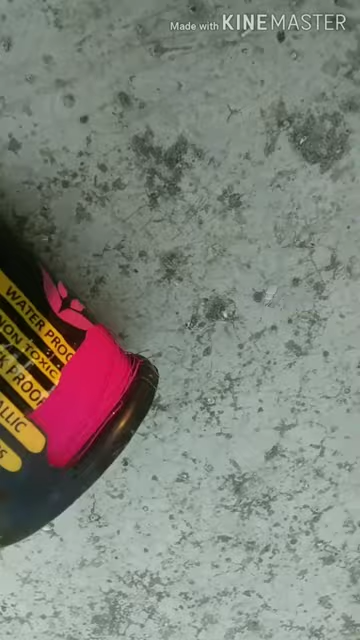 Made with KINEMASTER
WATER PROO
NON TOXIC
K PROOF
ALLIC